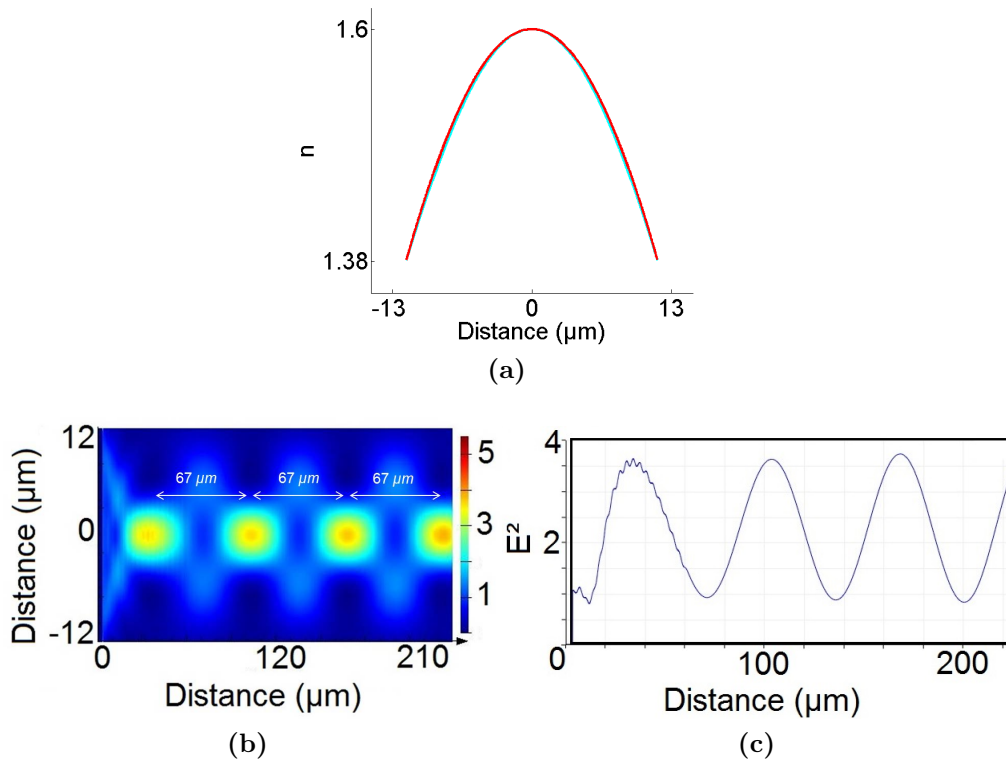 1.6
n
1.38
-13 0 13
Distance (µm)
(a)
12
0
-12
Distance (µm)
67 µm 67 µm 67 µm
5
3
1
0 120 210
Distance (µm)
(b)
4
2
0
E²
100 200
Distance (µm)
(c)